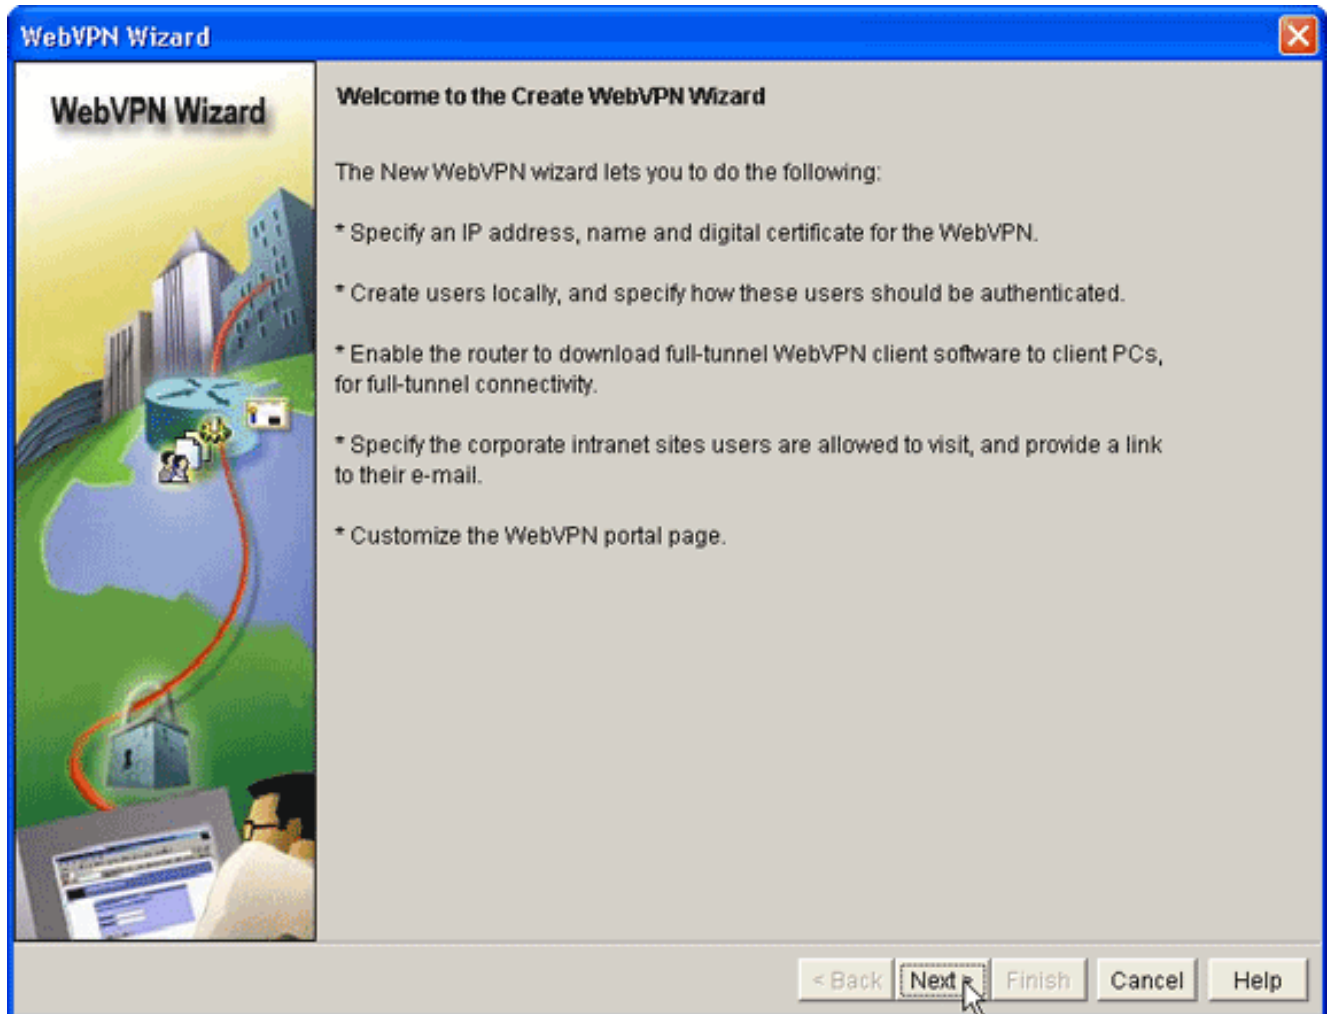 WebVPN Wizard
WebVPN Wizard
Welcome to the Create WebVPN Wizard
The New WebVPN wizard lets you to do the following:
* Specify an IP address, name and digital certificate for the WebVPN.
* Create users locally, and specify how these users should be authenticated.
* Enable the router to download full-tunnel WebVPN client software to client PCs,
for full-tunnel connectivity.
* Specify the corporate intranet sites users are allowed to visit, and provide a link
to their e-mail.
* Customize the WebVPN portal page.
< Back Next > Finish Cancel Help